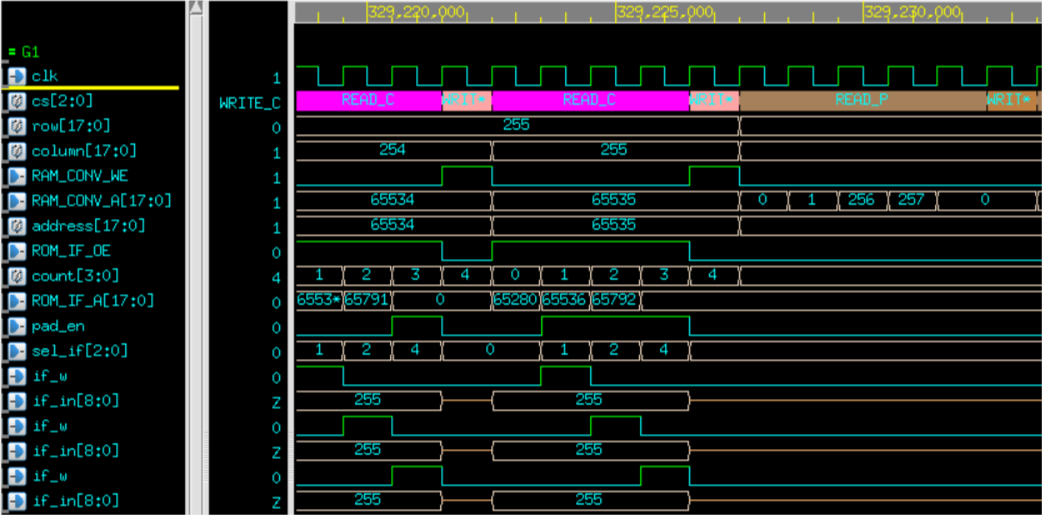 329,220,000 329,225,000 329,230,000
= G1
clk 1
cs[2:0] WRITE_C READ_C WRIT* READ_C WRIT* READ_P WRIT*
row[17:0] 0 255
column[17:0] 1 254 255
RAM_CONV_WE 1
RAM_CONV_A[17:0] 1 65534 65535 0 1 256 257 0
address[17:0] 1 65534 65535
ROM_IF_OE 0
count[3:0] 4 1 2 3 4 0 1 2 3 4
ROM_IF_A[17:0] 0 6553* 65791 0 65280 65536 65792
pad_en 0
sel_if[2:0] 0 1 2 4 0 1 2 4
if_w 0
if_in[8:0] Z 255 255
if_w 0
if_in[8:0] Z 255 255
if_w 0
if_in[8:0] Z 255 255